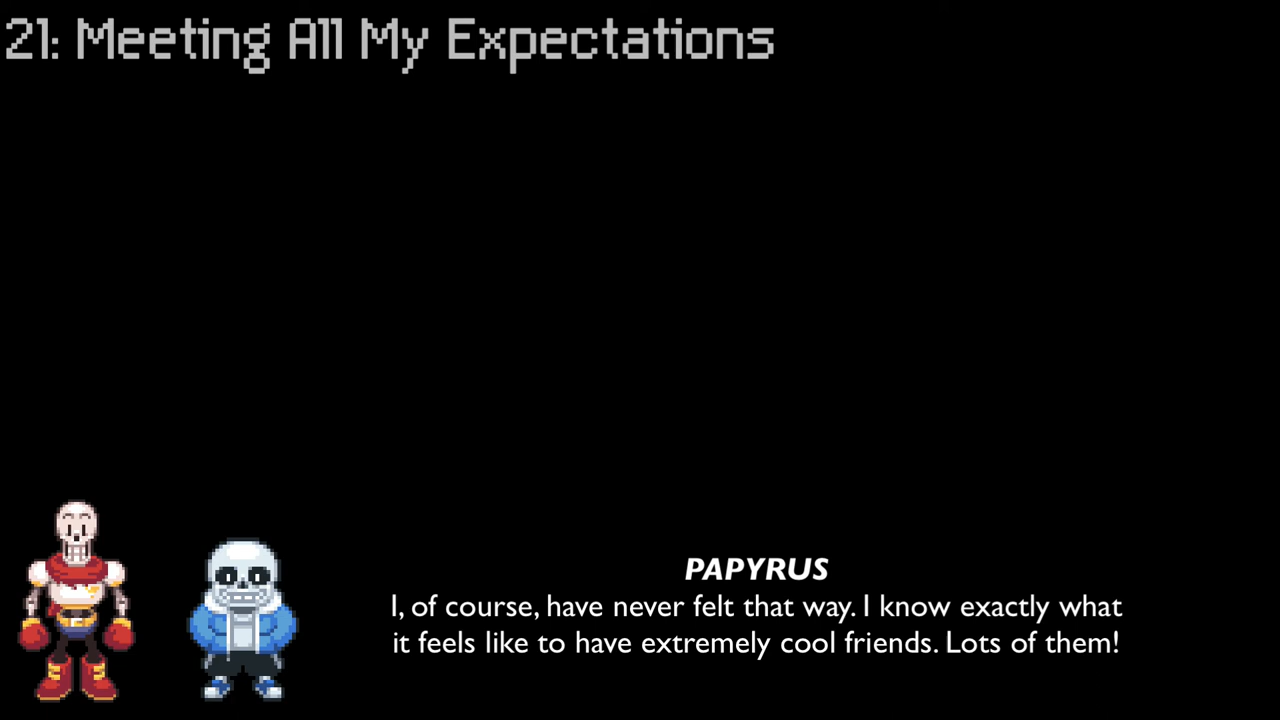 21: Meeting All My Expectations
PAPYRUS
I, of course, have never felt that way. I know exactly what
it feels like to have extremely cool friends. Lots of them!